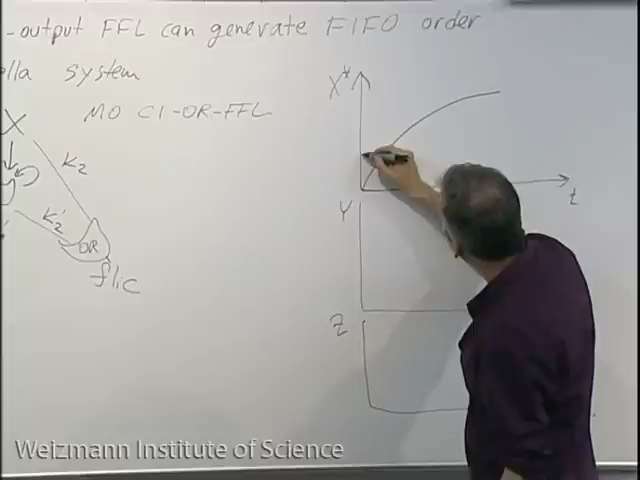 -output FFL can generate FIFO order
ella system
MO C1-OR-FFL
X*
X
K2
t
Y
K2'
OR
fliC
Z
Weizmann Institute of Science